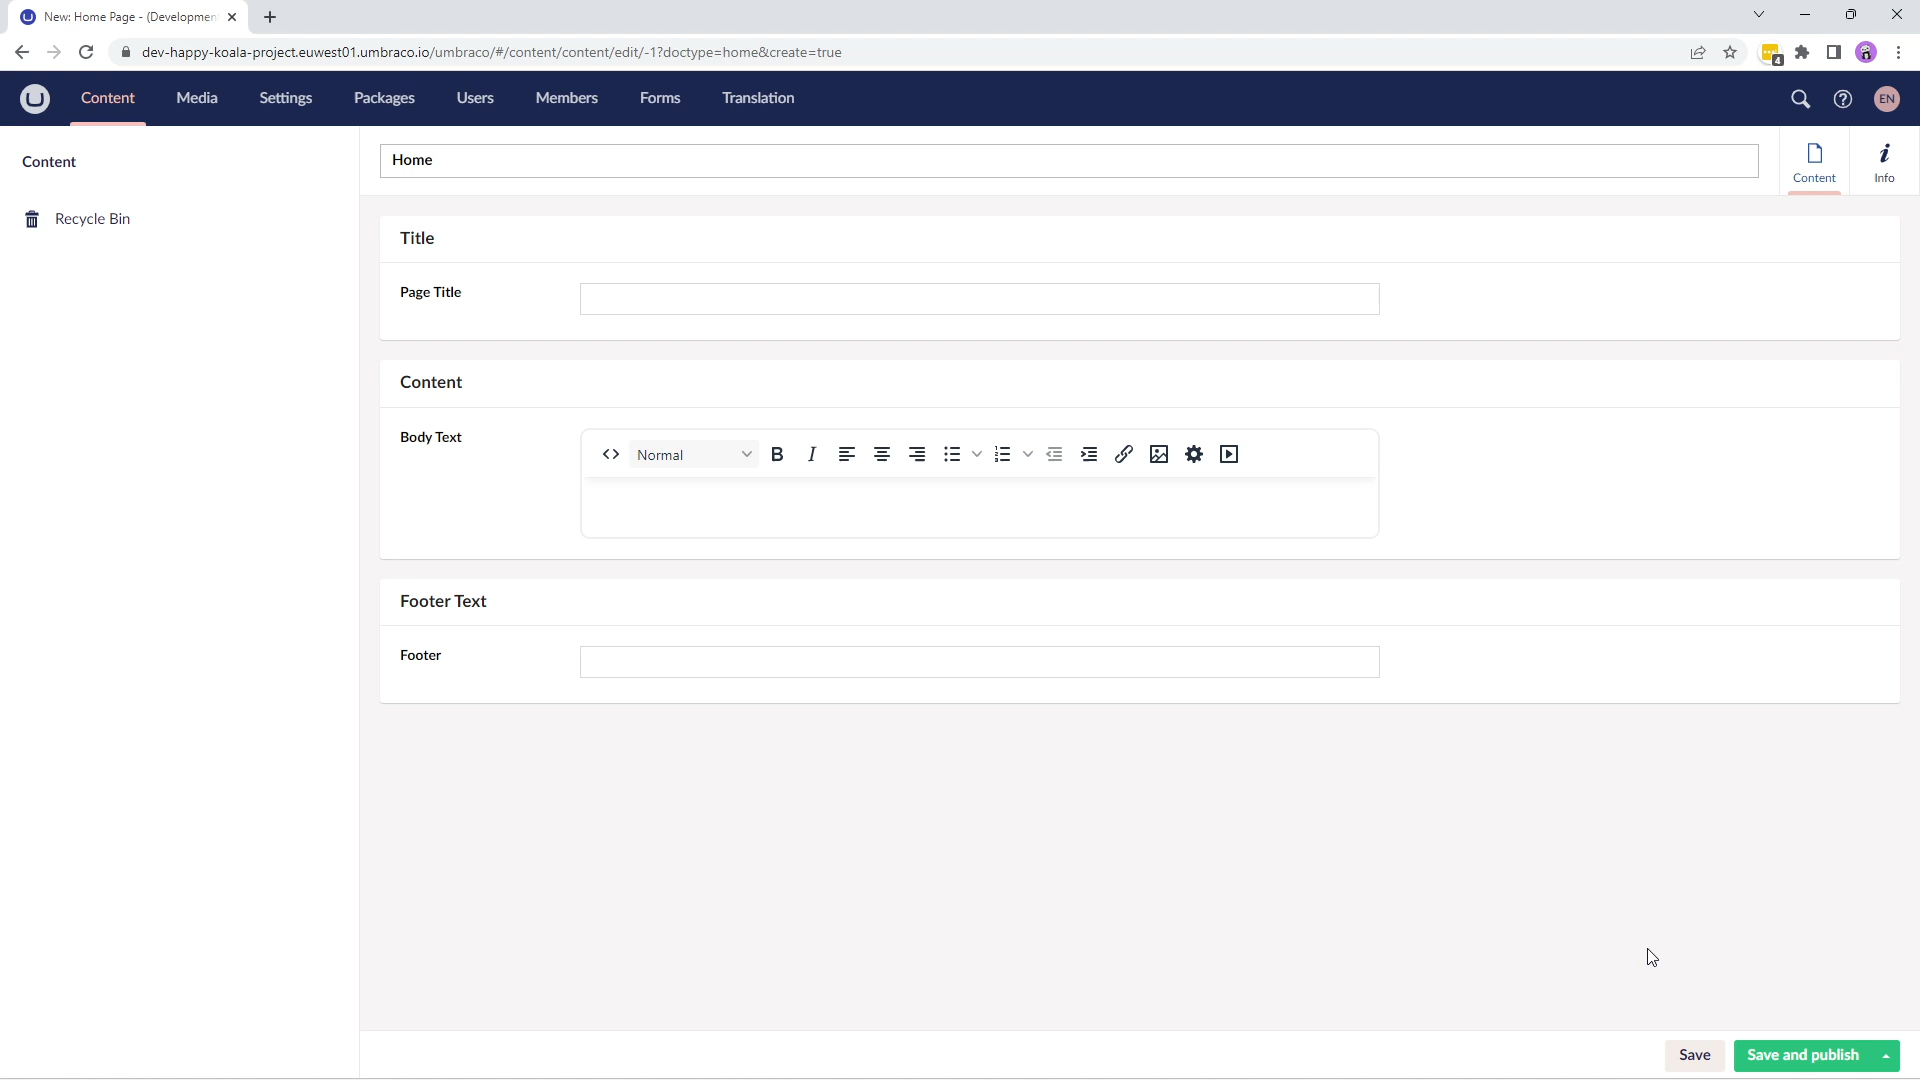 New: Home Page - (Developmen
dev-happy-koala-project.euwest01.umbraco.io/umbraco/#/content/content/edit/-1?doctype=home&create=true
4
Content Media Settings Packages Users Members Forms Translation
EN
Content
Recycle Bin
Home
Content
Info
Title
Page Title
Content
Body Text
Normal
Footer Text
Footer
Save
Save and publish